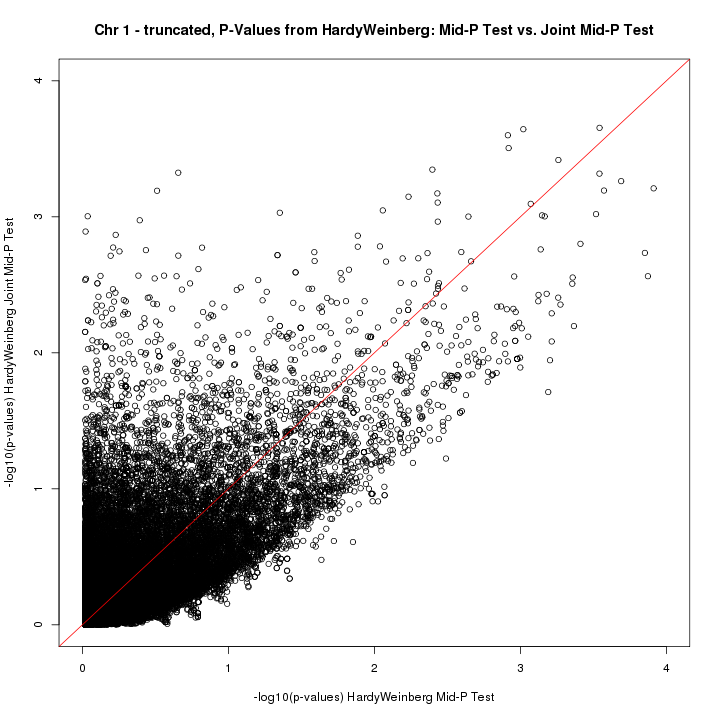 Chr 1 - truncated, P-Values from HardyWeinberg: Mid-P Test vs. Joint Mid-P Test
-log10(p-values) HardyWeinberg Joint Mid-P Test
4
3
2
1
0
0 1 2 3 4
-log10(p-values) HardyWeinberg Mid-P Test